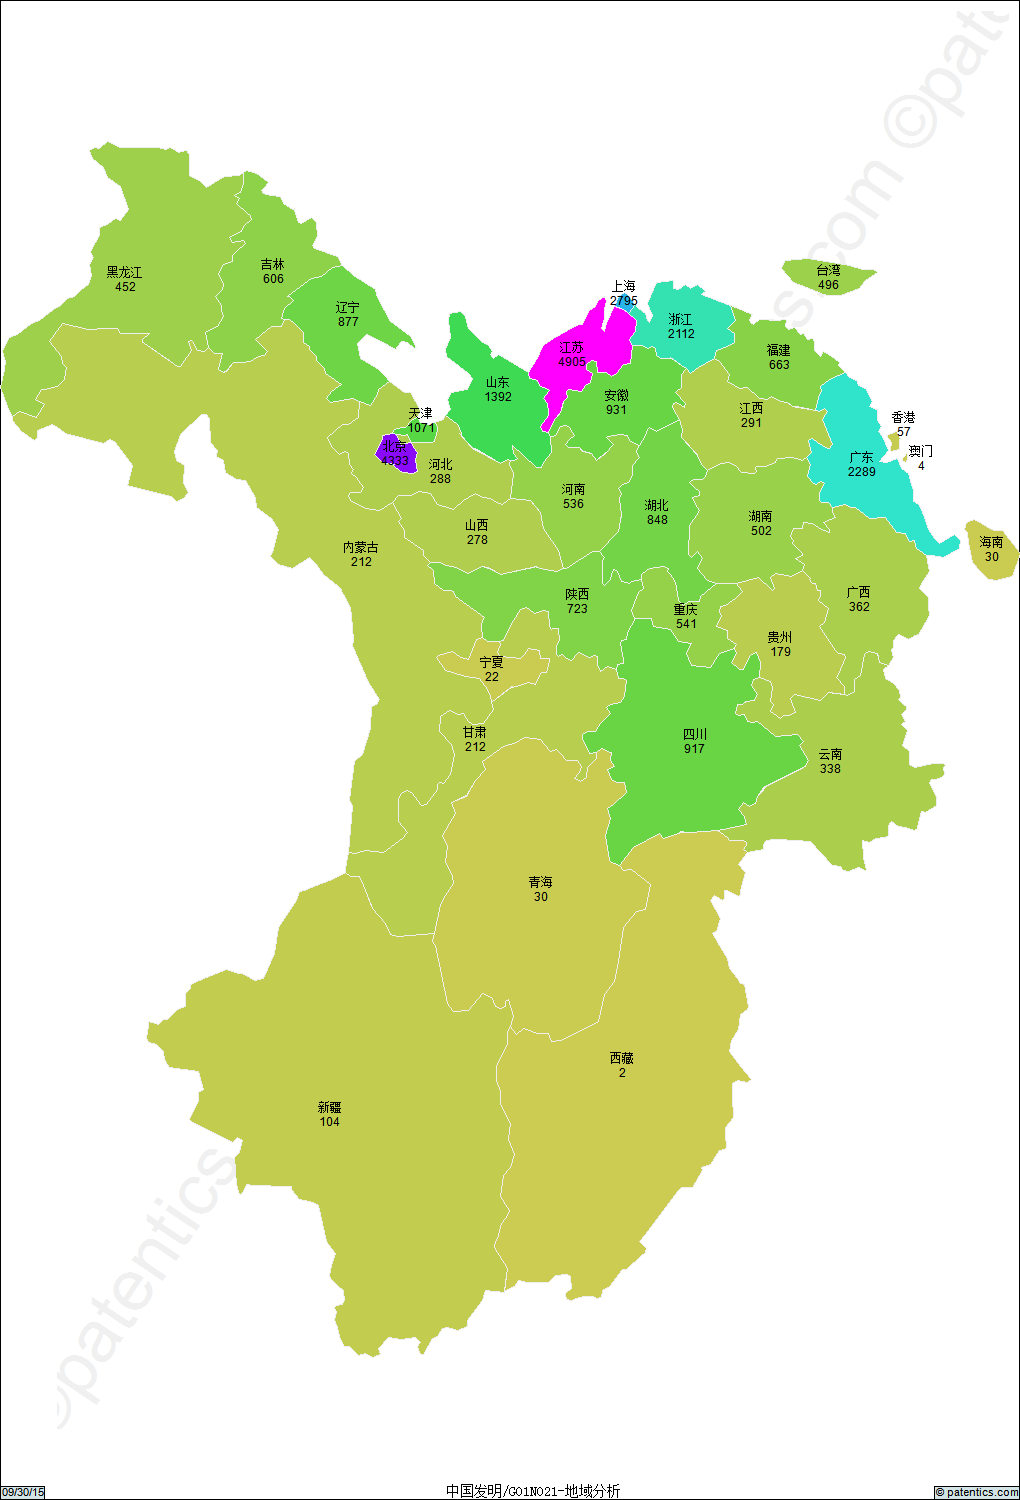 ©patentics.com ©pate
黑龙江
452
吉林
606
辽宁
877
上海
2795
浙江
2112
台湾
496
江苏
4905
福建
663
山东
1392
安徽
931
江西
291
天津
1071
香港
57
北京
4333
河北
288
广东
2289
澳门
4
河南
536
湖北
848
湖南
502
山西
278
内蒙古
212
海南
30
陕西
723
重庆
541
广西
362
宁夏
22
贵州
179
甘肃
212
四川
917
云南
338
青海
30
西藏
2
新疆
104
09/30/15
中国发明/G01N021-地域分析
© patentics.com